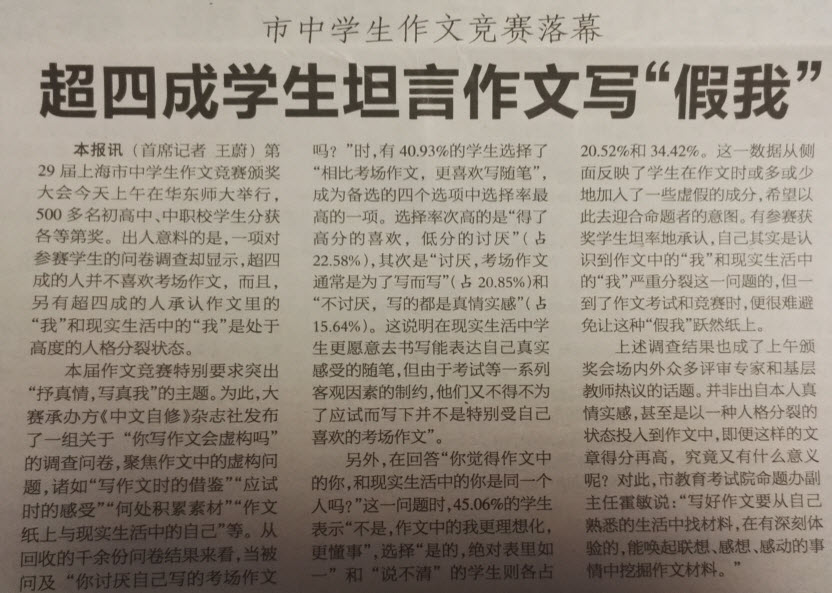 市中学生作文竞赛落幕
超四成学生坦言作文写“假我”
本报讯（首席记者 王蔚）第
29届上海市中学生作文竞赛颁奖
大会今天上午在华东师大举行，
500多名初高中、中职校学生分获
各等第奖。出人意料的是，一项对
参赛学生的问卷调查却显示，超四
成的人并不喜欢考场作文，而且，
另有超四成的人承认作文里的
“我”和现实生活中的“我”是处于
高度的人格分裂状态。
本届作文竞赛特别要求突出
“抒真情，写真我”的主题。为此，大
赛承办方《中文自修》杂志社发布
了一组关于“你写作文会虚构吗”
的调查问卷，聚焦作文中的虚构问
题，诸如“写作文时的借鉴”“应试
时的感受”“何处积累素材”“作文
纸上与现实生活中的自己”等。从
回收的千余份问卷结果来看，当被
问及“你讨厌自己写的考场作文
吗？”时，有40.93%的学生选择了
“相比考场作文，更喜欢写随笔”，
成为备选的四个选项中选择率最
高的一项。选择率次高的是“得了
高分的喜欢，低分的讨厌”（占
22.58%），其次是“讨厌，考场作文
通常是为了写而写”（占20.85%）和
“不讨厌，写的都是真情实感”（占
15.64%）。这说明在现实生活中学
生更愿意去书写能表达自己真实
感受的随笔，但由于考试等一系列
客观因素的制约，他们又不得不为
了应试而写下并不是特别受自己
喜欢的考场作文”。
另外，在回答“你觉得作文中
的你，和现实生活中的你是同一个
人吗？”这一问题时，45.06%的学生
表示“不是，作文中的我更理想化，
更懂事”，选择“是的，绝对表里如
一”和“说不清”的学生则各占
20.52%和34.42%。这一数据从侧
面反映了学生在作文时或多或少
地加入了一些虚假的成分，希望以
此去迎合命题者的意图。有参赛获
奖学生坦率地承认，自己其实是认
识到作文中的“我”和现实生活中
的“我”严重分裂这一问题的，但一
到了作文考试和竞赛时，便很难避
免让这种“假我”跃然纸上。
上述调查结果也成了上午颁
奖会场内外众多评审专家和基层
教师热议的话题。并非出自本人真
情实感，甚至是以一种人格分裂的
状态投入到作文中，即便这样的文
章得分再高，究竟又有什么意义
呢？对此，市教育考试院命题办副
主任霍敏说：“写好作文要从自己
熟悉的生活中找材料，在有深刻体
验的，能唤起联想、感想、感动的事
情中挖掘作文材料。”